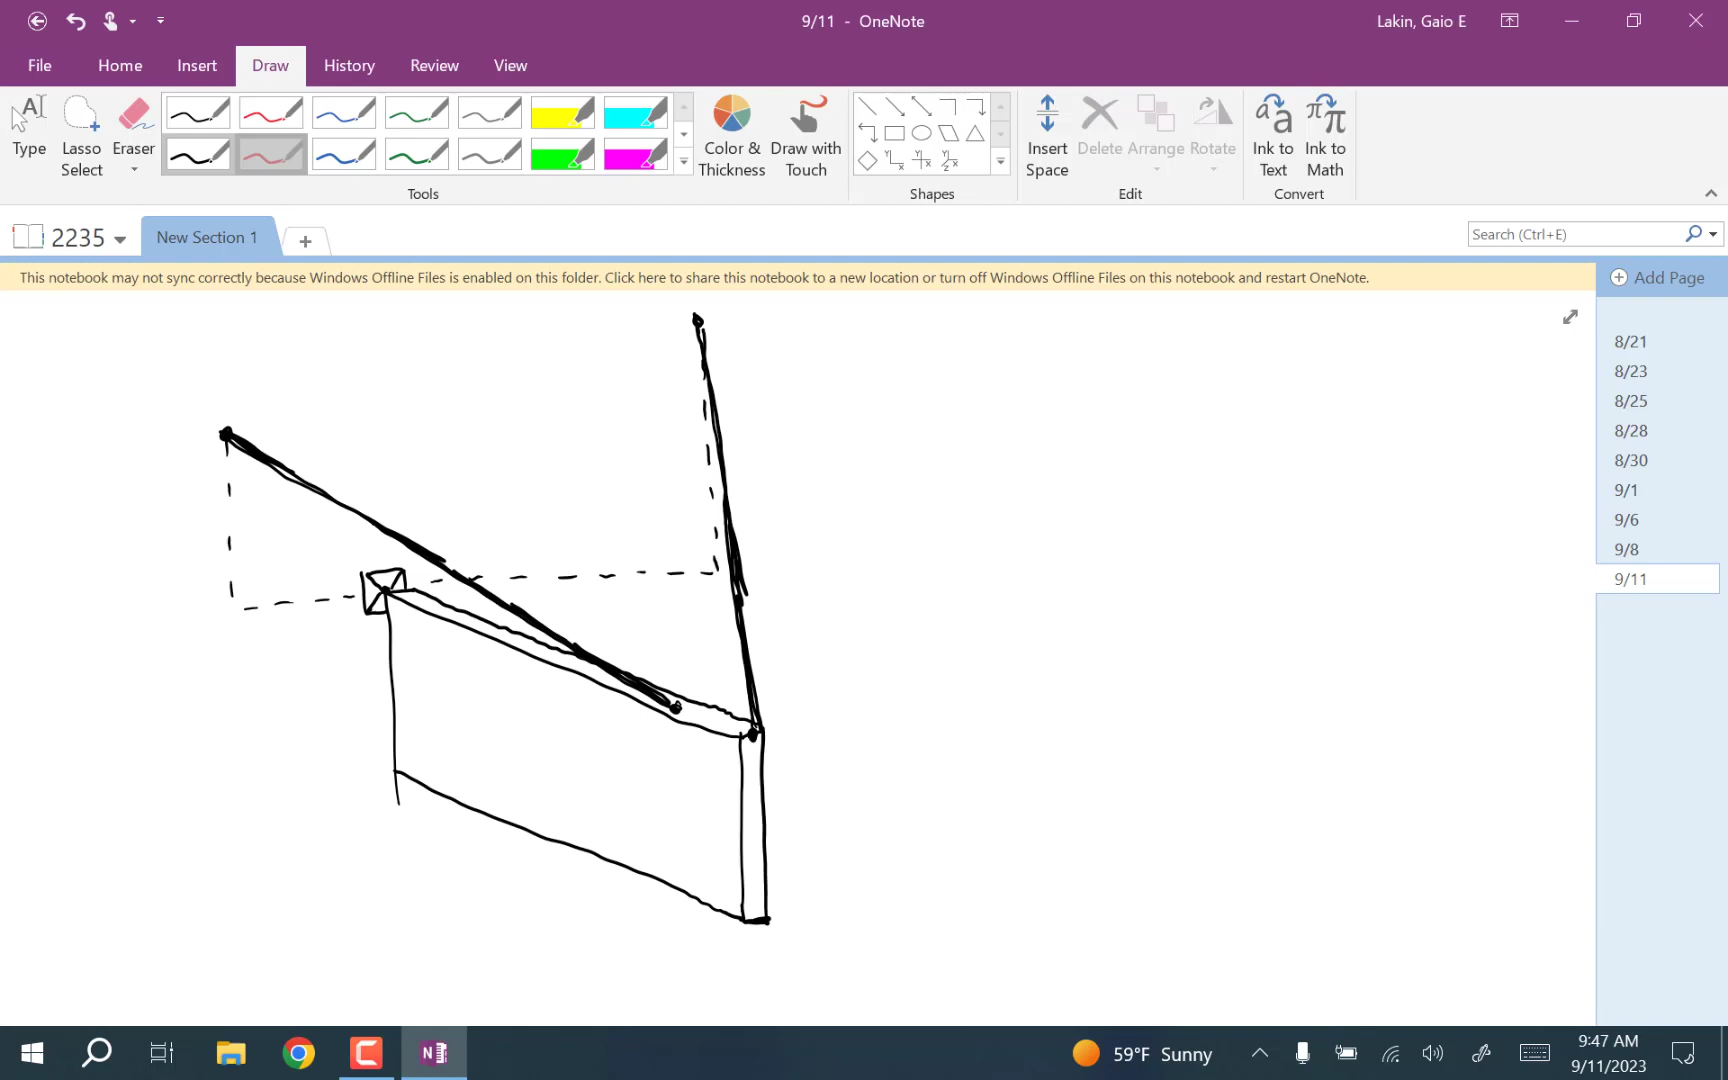 9/11 - OneNote
Lakin, Gaio E
File
Home
Insert
Draw
History
Review
View
Type
Lasso Select
Eraser
Color & Thickness
Draw with Touch
Insert Space
Delete
Arrange
Rotate
Ink to Text
Ink to Math
Tools
Shapes
Edit
Convert
2235
New Section 1
Search (Ctrl+E)
This notebook may not sync correctly because Windows Offline Files is enabled on this folder. Click here to share this notebook to a new location or turn off Windows Offline Files on this notebook and restart OneNote.
Add Page
8/21
8/23
8/25
8/28
8/30
9/1
9/6
9/8
9/11
59°F Sunny
9:47 AM
9/11/2023